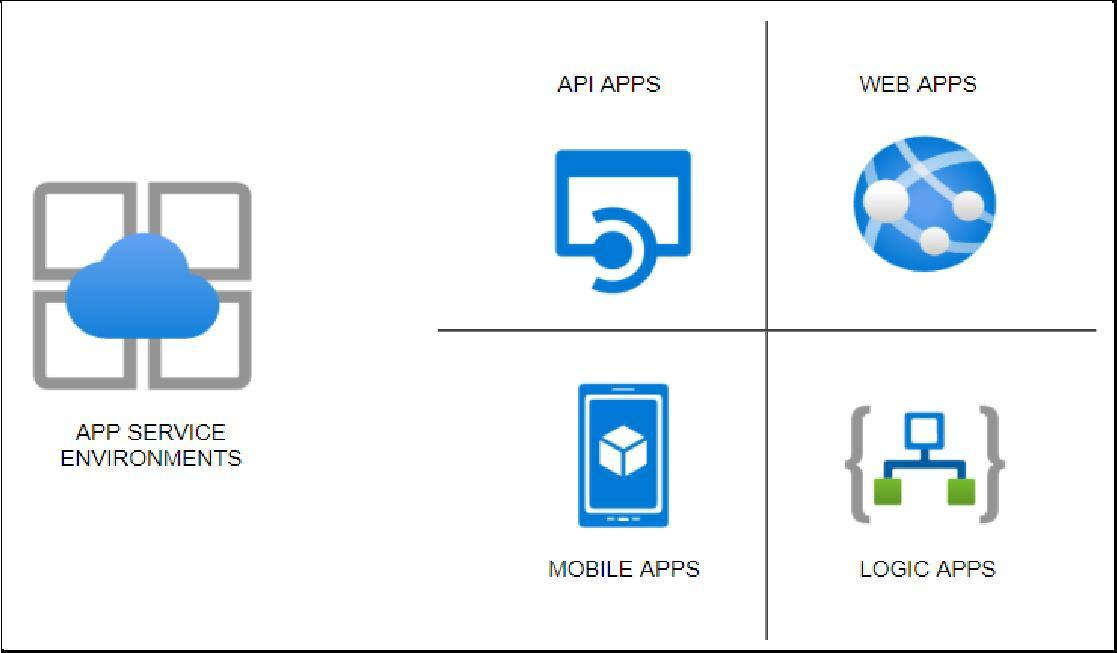 API APPS
WEB APPS
APP SERVICE
ENVIRONMENTS
MOBILE APPS
LOGIC APPS